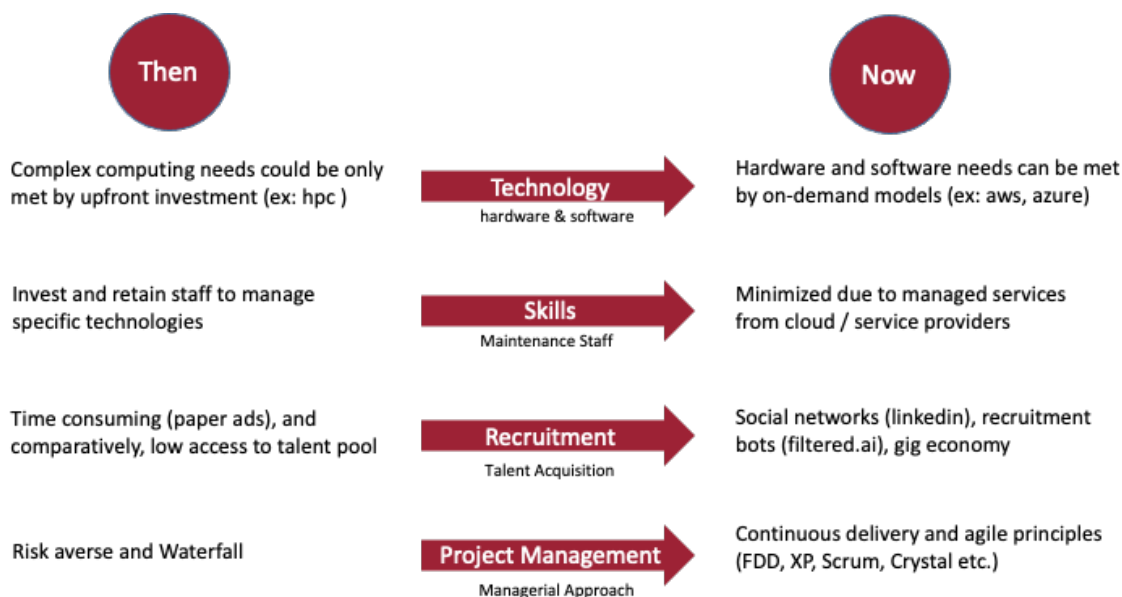 Then
Now
Complex computing needs could be only
met by upfront investment (ex: hpc )
Technology
hardware & software
Hardware and software needs can be met
by on-demand models (ex: aws, azure)
Invest and retain staff to manage
specific technologies
Skills
Maintenance Staff
Minimized due to managed services
from cloud / service providers
Time consuming (paper ads), and
comparatively, low access to talent pool
Recruitment
Talent Acquisition
Social networks (linkedin), recruitment
bots (filtered.ai), gig economy
Risk averse and Waterfall
Project Management
Managerial Approach
Continuous delivery and agile principles
(FDD, XP, Scrum, Crystal etc.)